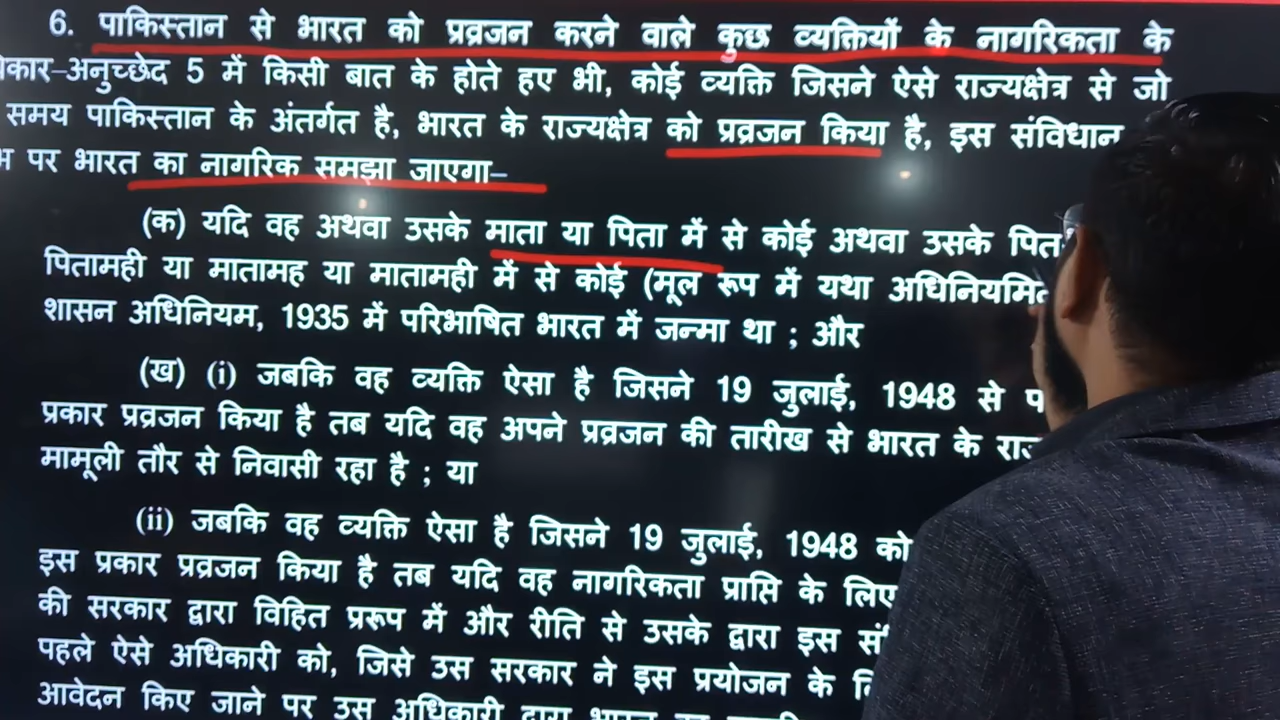 6. पाकिस्तान से भारत को प्रव्रजन करने वाले कुछ व्यक्तियों के नागरिकता के
अनुच्छेद 5 में किसी बात के होते हुए भी, कोई व्यक्ति जिसने ऐसे राज्यक्षेत्र से जो
समय पाकिस्तान के अंतर्गत है, भारत के राज्यक्षेत्र को प्रव्रजन किया है, इस संविधान
पर भारत का नागरिक समझा जाएगा–
(क) यदि वह अथवा उसके माता या पिता में से कोई अथवा उसके
पितामही या मातामह या मातामही में से कोई (मूल रूप में यथा
शासन अधिनियम, 1935 में परिभाषित भारत में जन्मा था ; और
(ख) (i) जबकि वह व्यक्ति ऐसा है जिसने 19 जुलाई, 1948 से
प्रकार प्रव्रजन किया है तब यदि वह अपने प्रव्रजन की तारीख से भारत के
मामूली तौर से निवासी रहा है ; या
(ii) जबकि वह व्यक्ति ऐसा है जिसने 19 जुलाई, 1948 को
इस प्रकार प्रव्रजन किया है तब यदि वह नागरिकता प्राप्ति के लिए
की सरकार द्वारा विहित प्ररूप में और रीति से उसके द्वारा इस
पहले ऐसे अधिकारी को, जिसे उस सरकार ने इस प्रयोजन के
आवेदन किए जाने पर उस अधिकारी द्वारा भारत